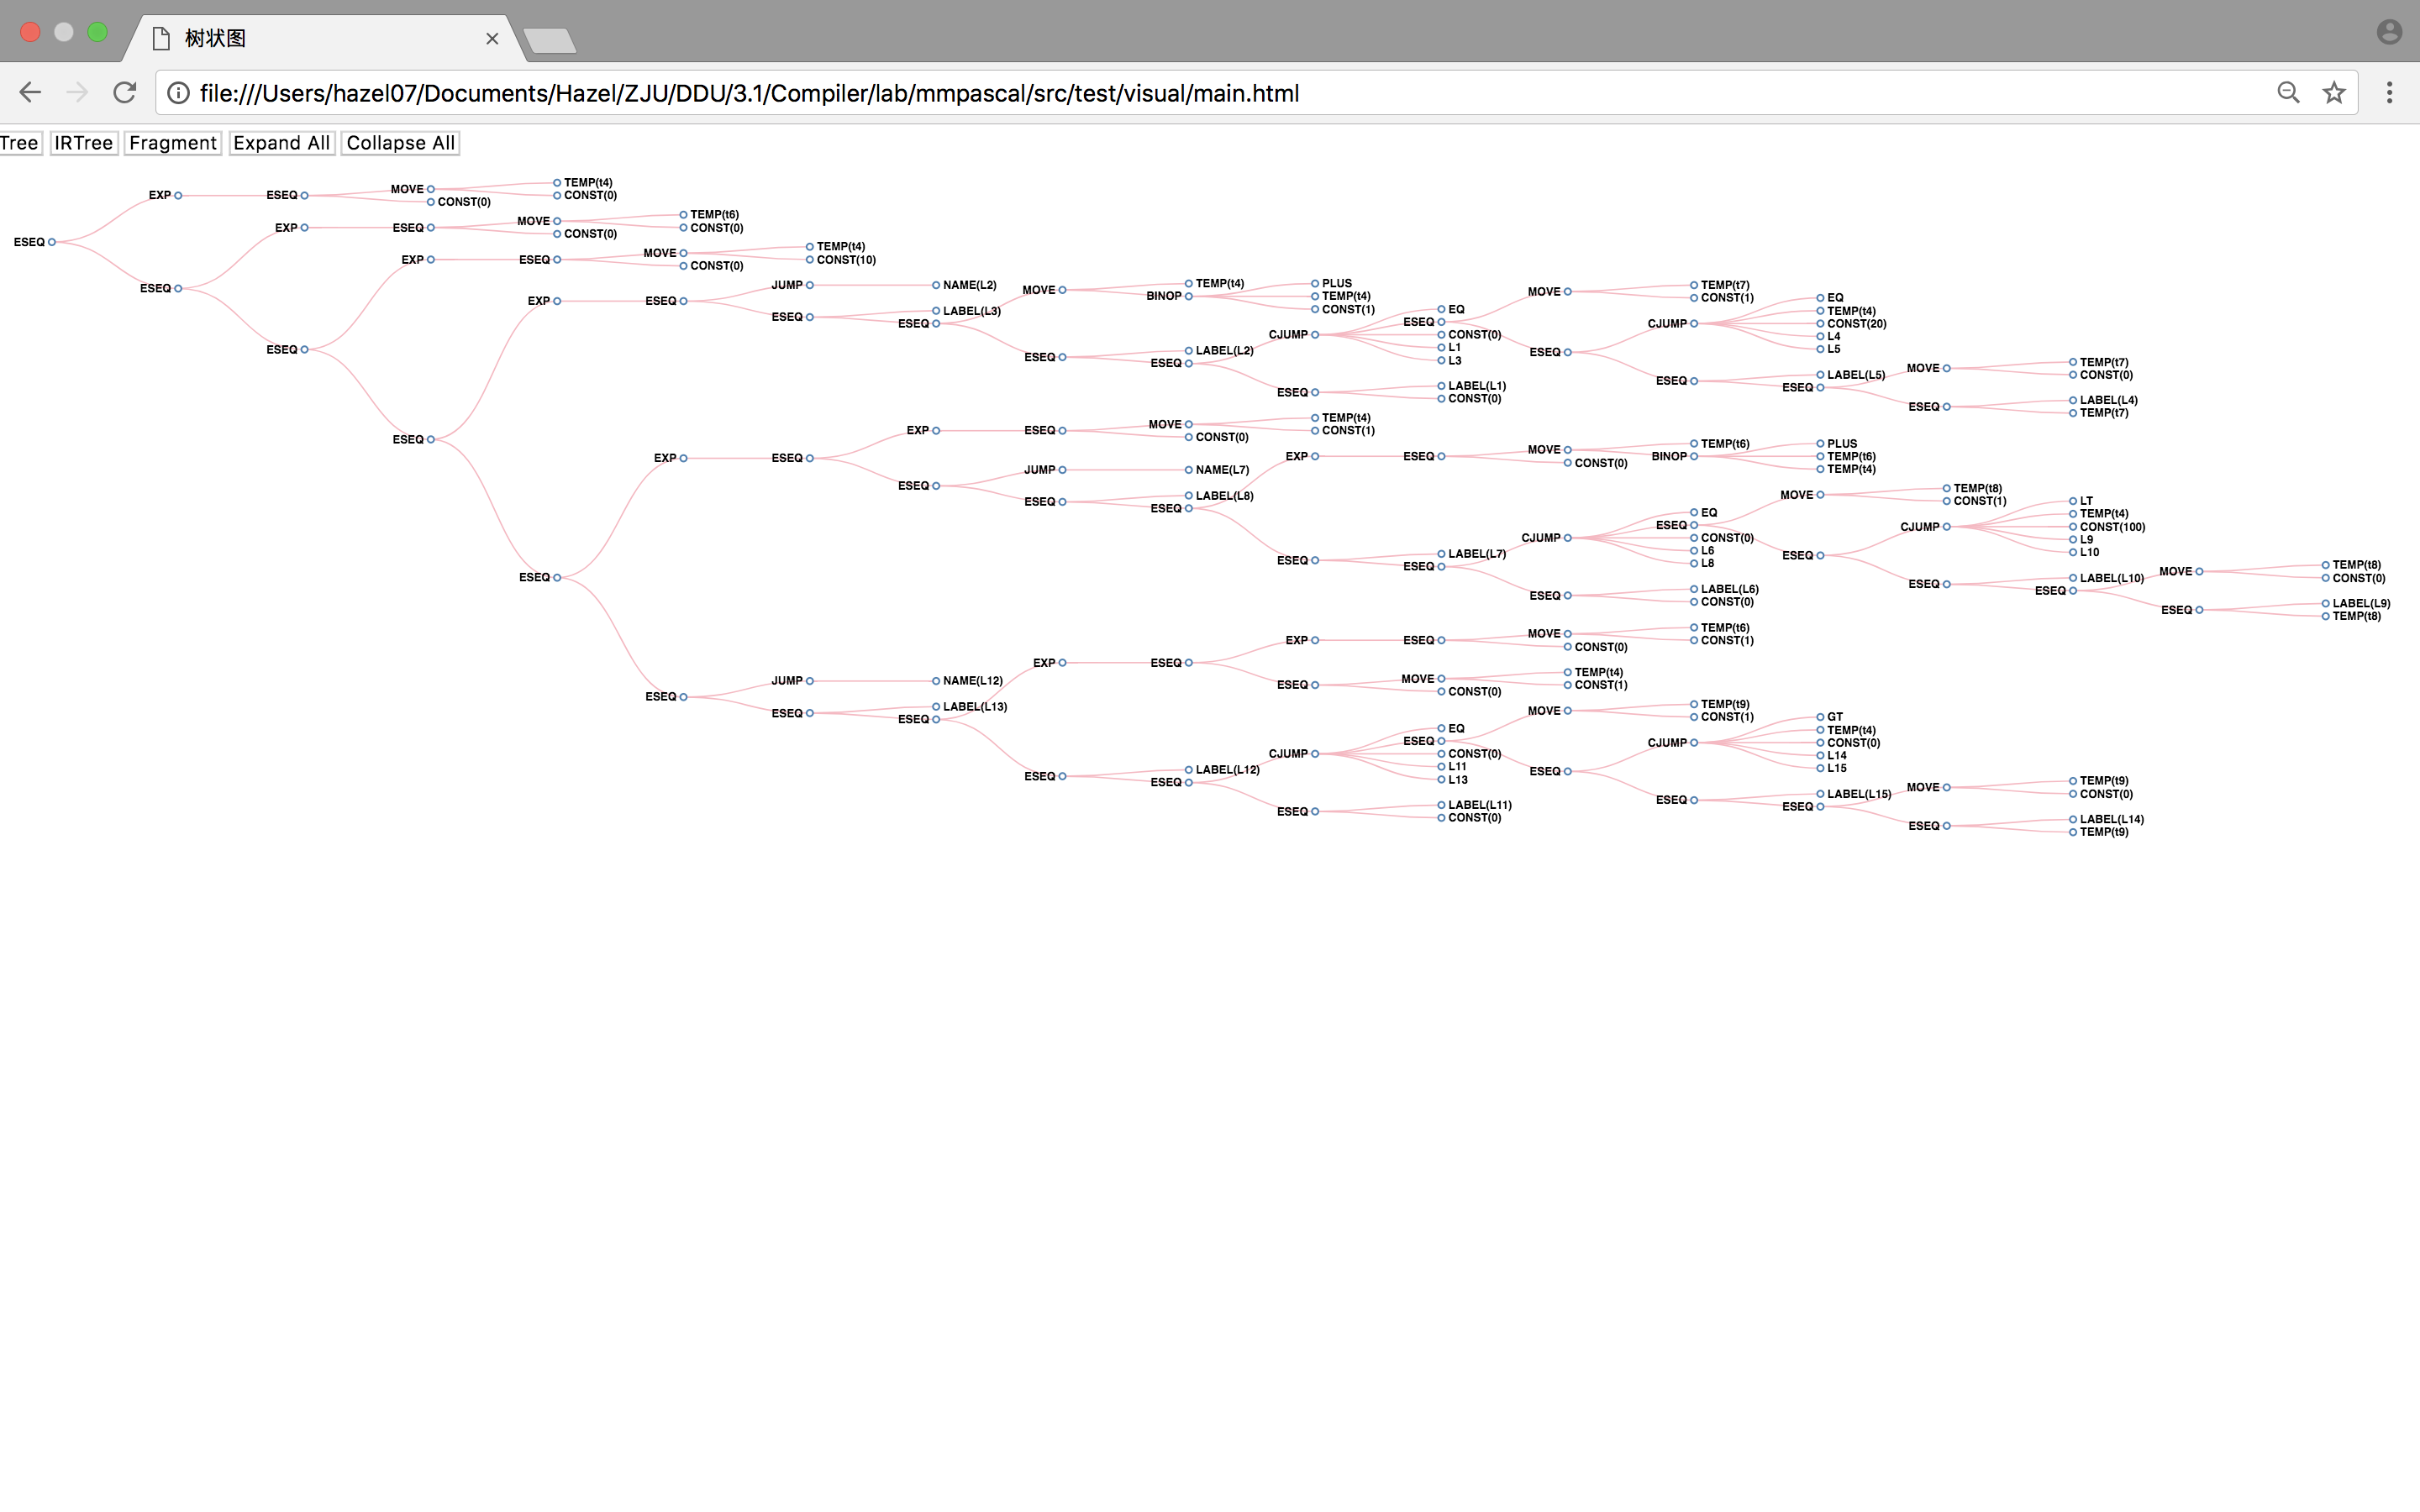 树状图
file:///Users/hazel07/Documents/Hazel/ZJU/DDU/3.1/Compiler/lab/mmpascal/src/test/visual/main.html
Tree IRTree Fragment Expand All Collapse All
TEMP(t4)
MOVE
EXP ESEQ CONST(0)
CONST(0)
TEMP(t6)
MOVE
EXP ESEQ CONST(0)
CONST(0)
ESEQ
TEMP(t4)
MOVE
EXP ESEQ CONST(10)
CONST(0)
TEMP(t4) PLUS
JUMP NAME(L2) TEMP(t7)
ESEQ
MOVE MOVE
BINOP TEMP(t4) CONST(1) EQ
EXP ESEQ
CONST(1) EQ
LABEL(L3) TEMP(t4)
ESEQ
ESEQ ESEQ CJUMP CONST(20)
CJUMP CONST(0) L4
L1 L5
ESEQ
LABEL(L2) ESEQ
ESEQ L3
ESEQ TEMP(t7)
MOVE
LABEL(L5) CONST(0)
ESEQ
LABEL(L1) ESEQ
ESEQ
CONST(0) LABEL(L4)
ESEQ
TEMP(t7)
TEMP(t4)
MOVE
EXP ESEQ CONST(1)
CONST(0)
ESEQ
TEMP(t6) PLUS
MOVE
EXP ESEQ BINOP TEMP(t6)
EXP ESEQ
CONST(0)
JUMP NAME(L7) TEMP(t4)
ESEQ
TEMP(t8)
MOVE
LABEL(L8) CONST(1) LT
ESEQ
ESEQ EQ TEMP(t4)
ESEQ
CJUMP CONST(100)
CJUMP CONST(0) L9
L6 L10
LABEL(L7) ESEQ
ESEQ
L8 TEMP(t8)
ESEQ
MOVE
ESEQ LABEL(L10) CONST(0)
ESEQ
LABEL(L6) ESEQ
ESEQ
CONST(0) LABEL(L9)
ESEQ
TEMP(t8)
TEMP(t6)
MOVE
EXP ESEQ CONST(1)
CONST(0)
EXP ESEQ
TEMP(t4)
MOVE
JUMP NAME(L12) ESEQ CONST(1)
CONST(0)
ESEQ
TEMP(t9)
LABEL(L13) MOVE
ESEQ
ESEQ CONST(1) GT
EQ TEMP(t4)
ESEQ CJUMP CONST(0)
CJUMP CONST(0) L14
L11 L15
LABEL(L12) ESEQ
ESEQ
L13 TEMP(t9)
ESEQ
MOVE
LABEL(L15) CONST(0)
ESEQ
LABEL(L11) ESEQ
ESEQ
CONST(0) LABEL(L14)
ESEQ
TEMP(t9)